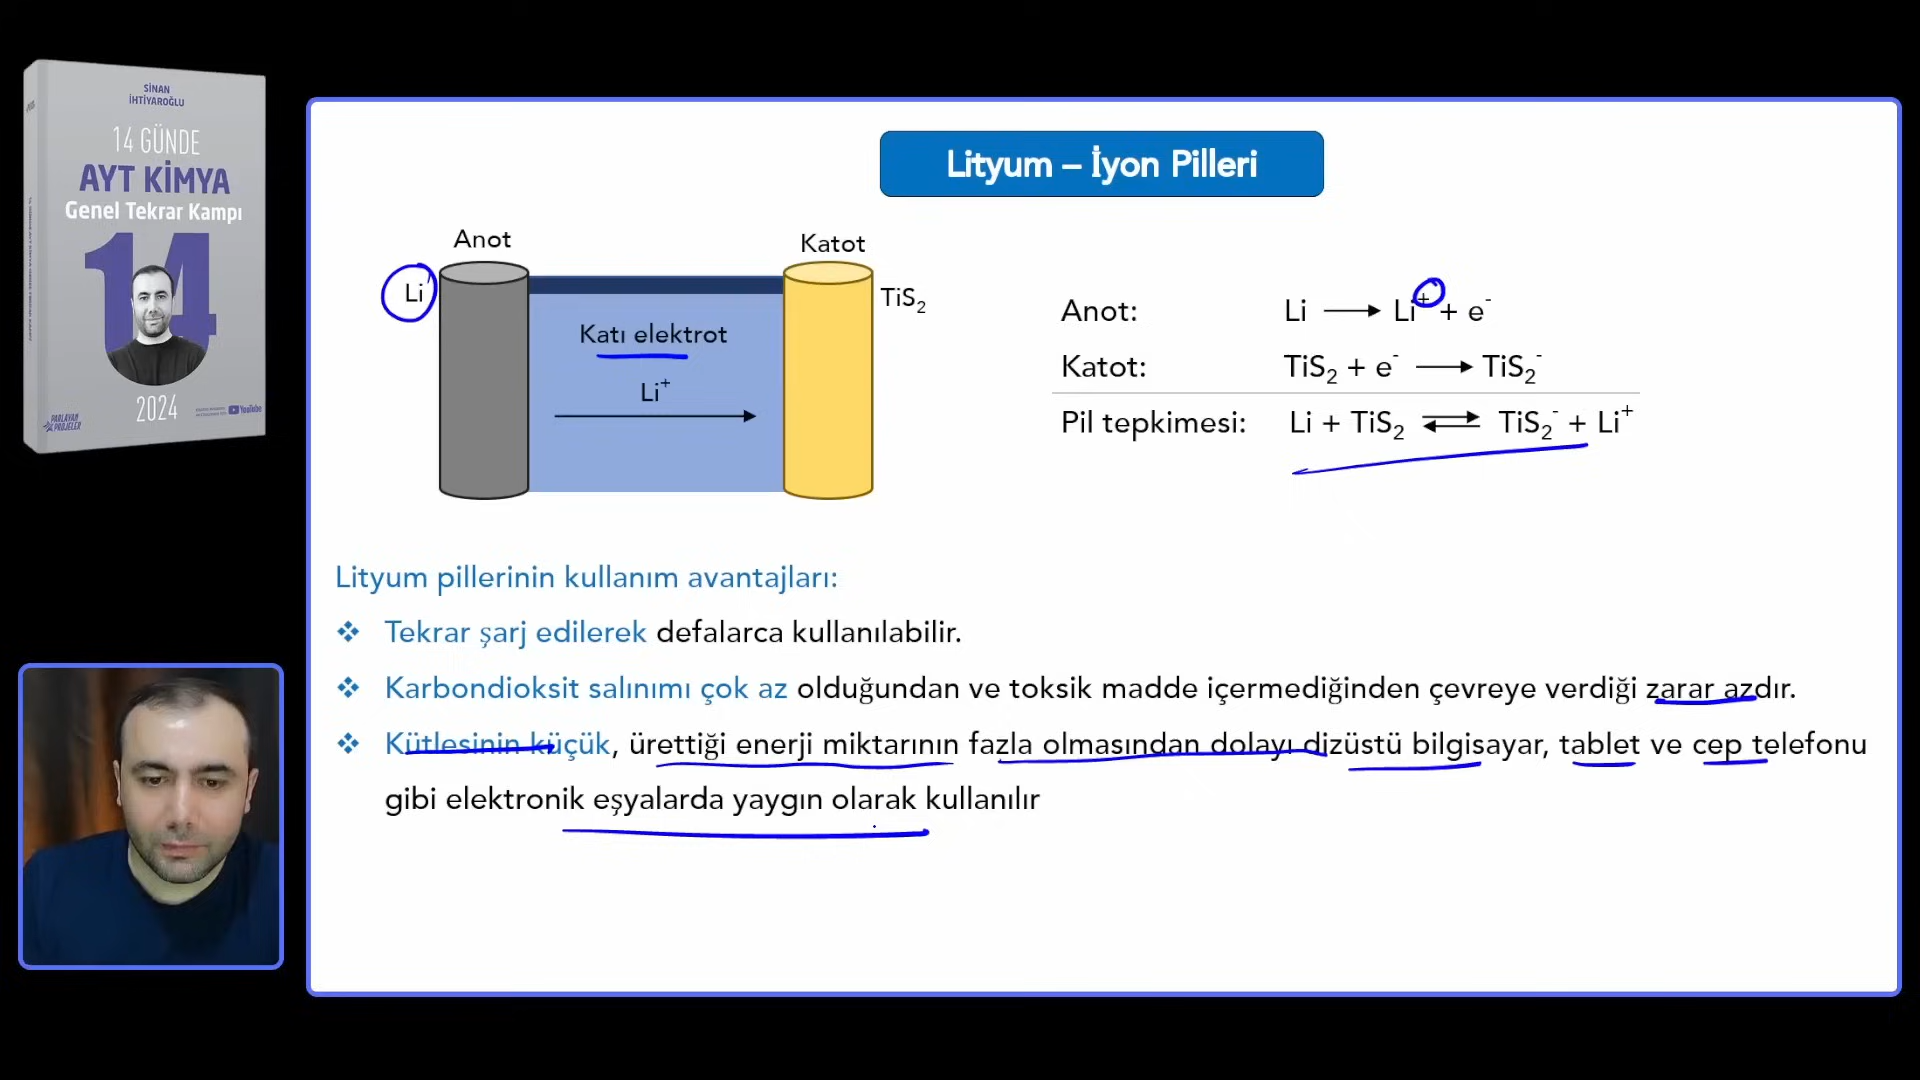 SİNAN
İHTİYAROĞLU
14 GÜNDE
AYT KİMYA
Genel Tekrar Kampı
14
2024
PARLAYAN
PROJELER
YouTube
Lityum – İyon Pilleri
Anot
Katot
Li
TiS₂
Katı elektrot
Li⁺
Anot: Li ⟶ Li⁺ + e⁻
Katot: TiS₂ + e⁻ ⟶ TiS₂⁻
Pil tepkimesi: Li + TiS₂ ⇄ TiS₂⁻ + Li⁺
Lityum pillerinin kullanım avantajları:
❖ Tekrar şarj edilerek defalarca kullanılabilir.
❖ Karbondioksit salınımı çok az olduğundan ve toksik madde içermediğinden çevreye verdiği zarar azdır.
❖ Kütlesinin küçük, ürettiği enerji miktarının fazla olmasından dolayı dizüstü bilgisayar, tablet ve cep telefonu
gibi elektronik eşyalarda yaygın olarak kullanılır